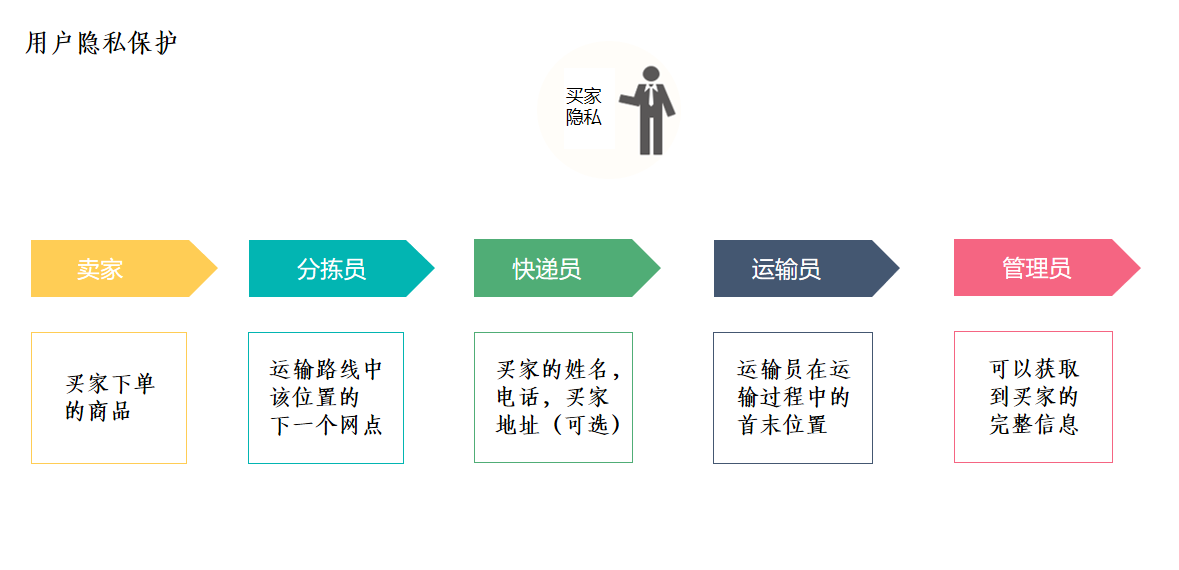 用户隐私保护
买家
隐私
卖家
分拣员
快递员
运输员
管理员
买家下单
的商品
运输路线中
该位置的
下一个网点
买家的姓名，
电话，买家
地址（可选）
运输员在运
输过程中的
首末位置
可以获取
到买家的
完整信息